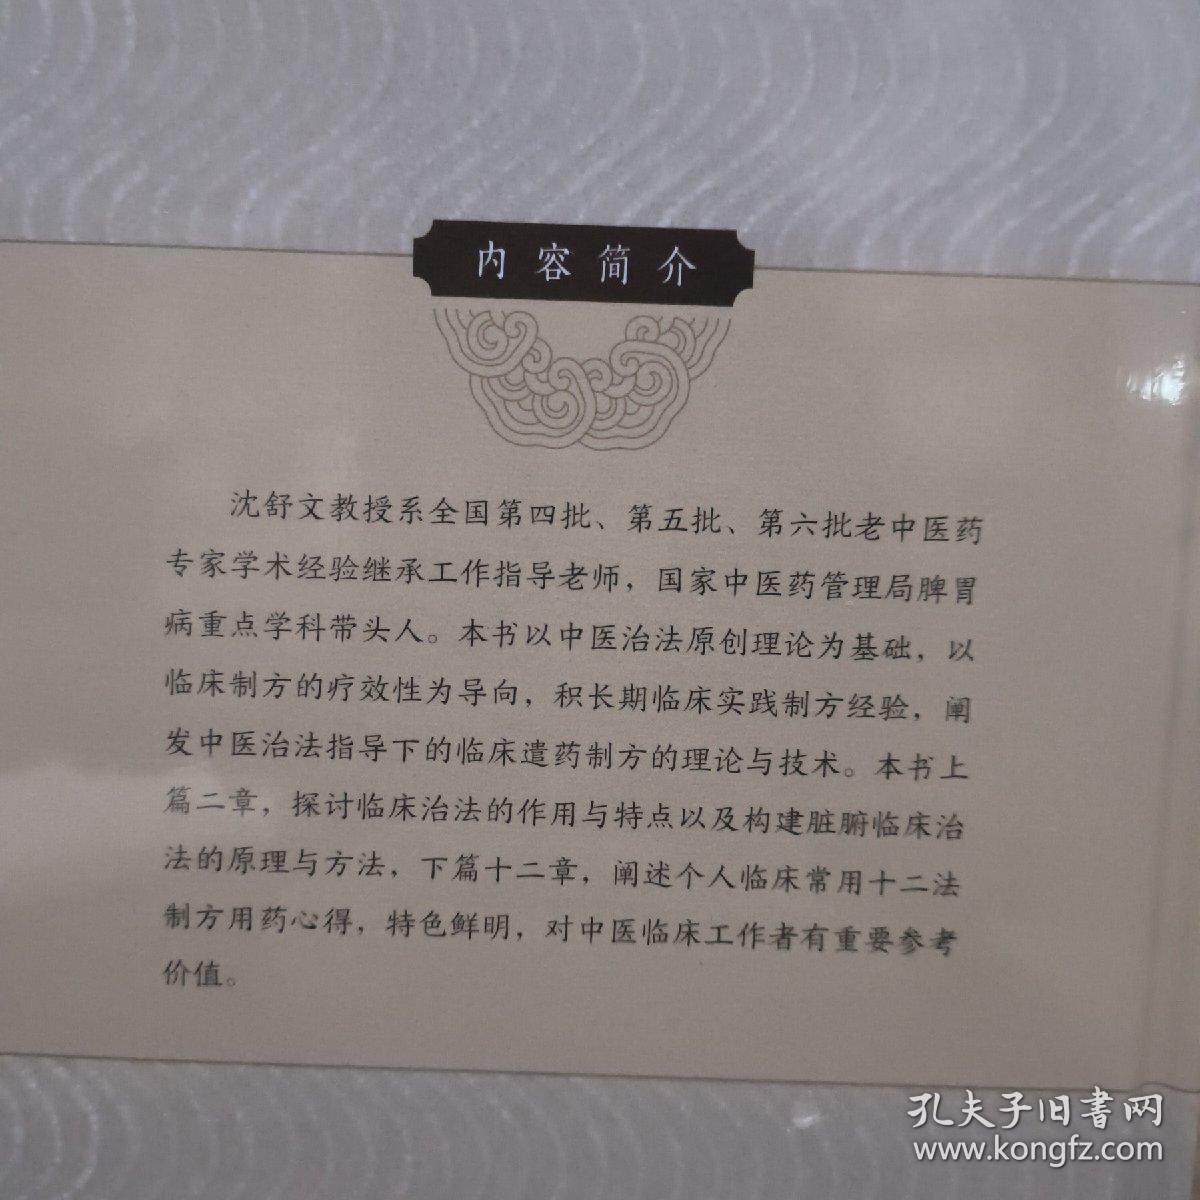 内容简介
沈舒文教授系全国第四批、第五批、第六批老中医药
专家学术经验继承工作指导老师，国家中医药管理局脾胃
病重点学科带头人。本书以中医治法原创理论为基础，以
临床制方的疗效性为导向，积长期临床实践制方经验，阐
发中医治法指导下的临床遣药制方的理论与技术。本书上
篇二章，探讨临床治法的作用与特点以及构建脏腑临床治
法的原理与方法，下篇十二章，阐述个人临床常用十二法
制方用药心得，特色鲜明，对中医临床工作者有重要参考
价值。
孔夫子旧書网
www.kongfz.com